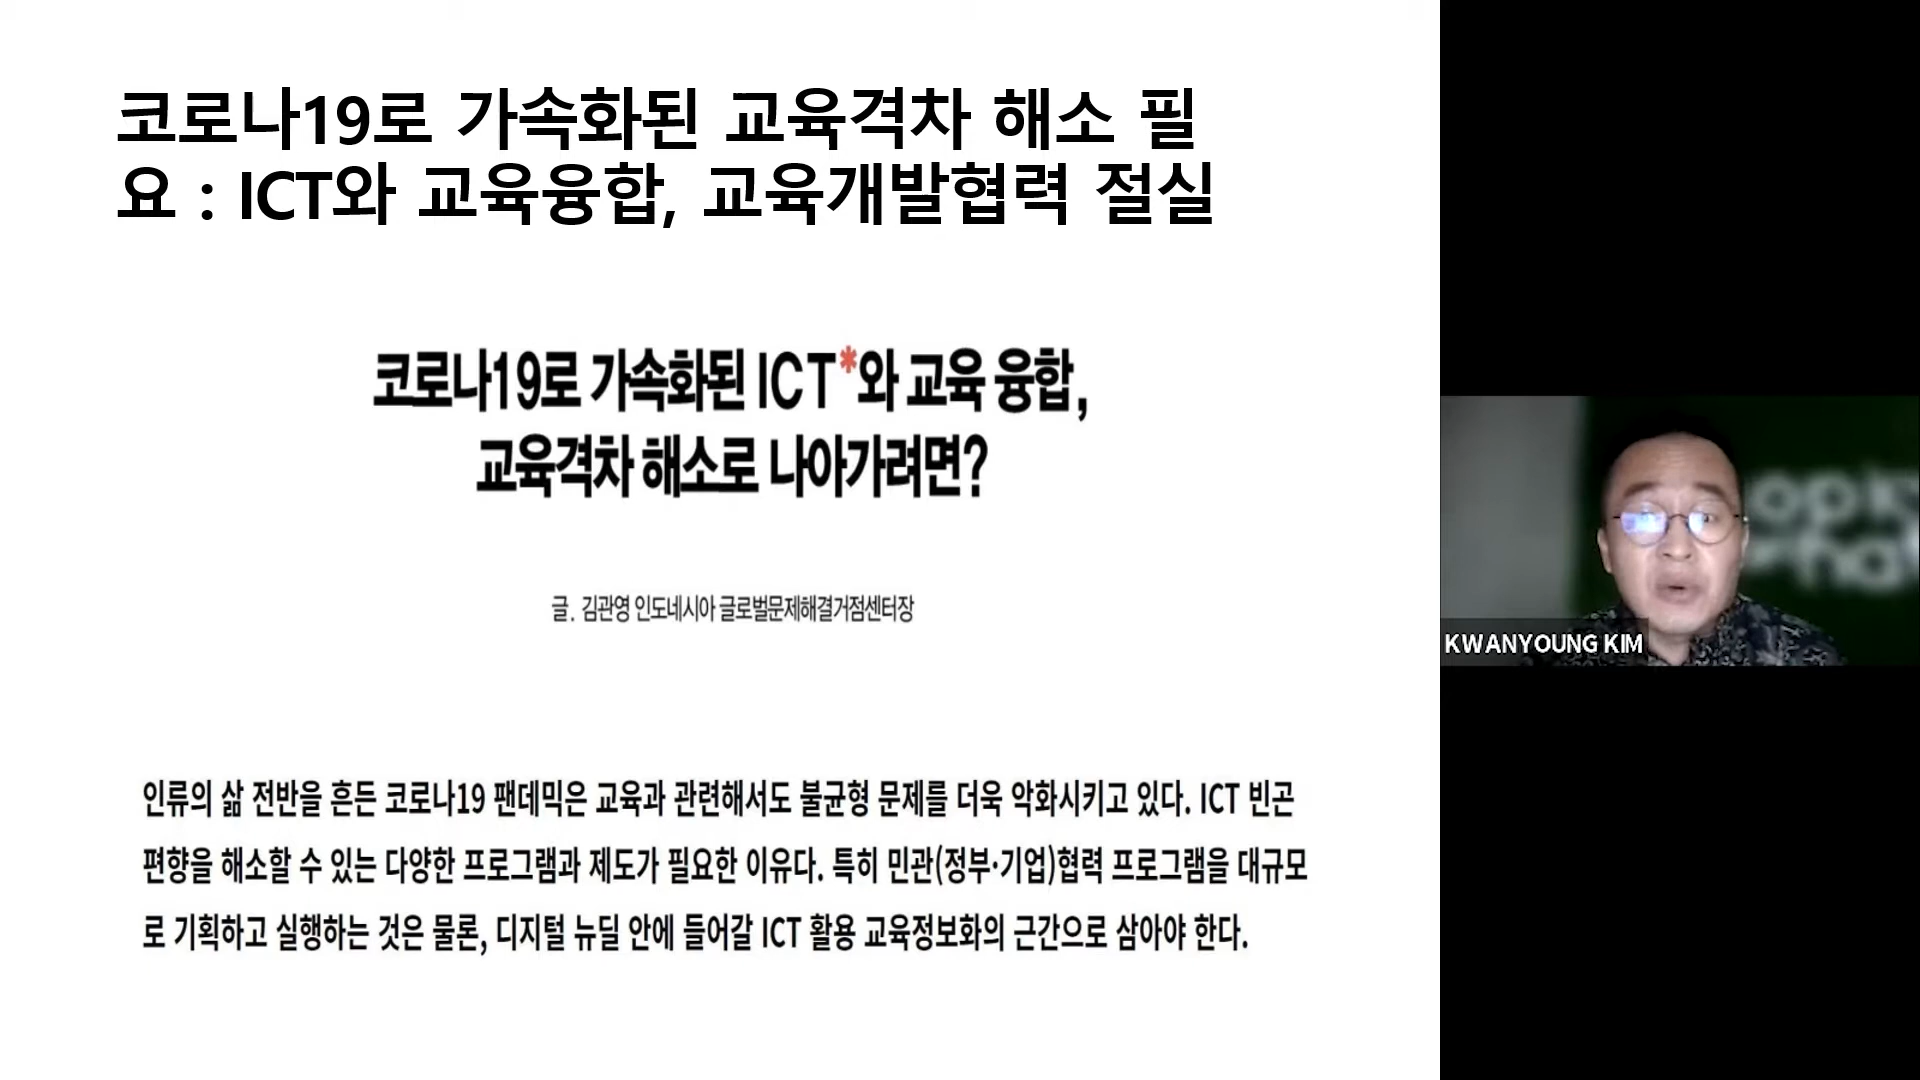 코로나19로 가속화된 교육격차 해소 필
요 : ICT와 교육융합, 교육개발협력 절실
코로나19로 가속화된 ICT*와 교육 융합,
교육격차 해소로 나아가려면?
글. 김관영 인도네시아 글로벌문제해결거점센터장
인류의 삶 전반을 흔든 코로나19 팬데믹은 교육과 관련해서도 불균형 문제를 더욱 악화시키고 있다. ICT 빈곤
편향을 해소할 수 있는 다양한 프로그램과 제도가 필요한 이유다. 특히 민관(정부·기업)협력 프로그램을 대규모
로 기획하고 실행하는 것은 물론, 디지털 뉴딜 안에 들어갈 ICT 활용 교육정보화의 근간으로 삼아야 한다.
KWANYOUNG KIM